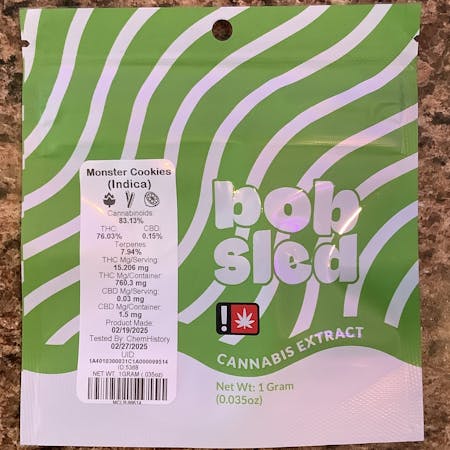 Monster Cookies
(Indica)
Cannabinoids:
83.13%
THC: CBD:
76.03% 0.15%
Terpenes:
7.94%
THC Mg/Serving:
15.206 mg
THC Mg/Container:
760.3 mg
CBD Mg/Serving:
0.03 mg
CBD Mg/Container:
1.5 mg
Product Made:
02/19/2025
Tested By: ChemHistory
02/27/2025
UID:
1A4010300031C1A000009514
ID:5368
NET. WT: 1GRAM (.035oz)
bob
sled
!
CANNABIS EXTRACT
Net Wt: 1 Gram
(0.035oz)